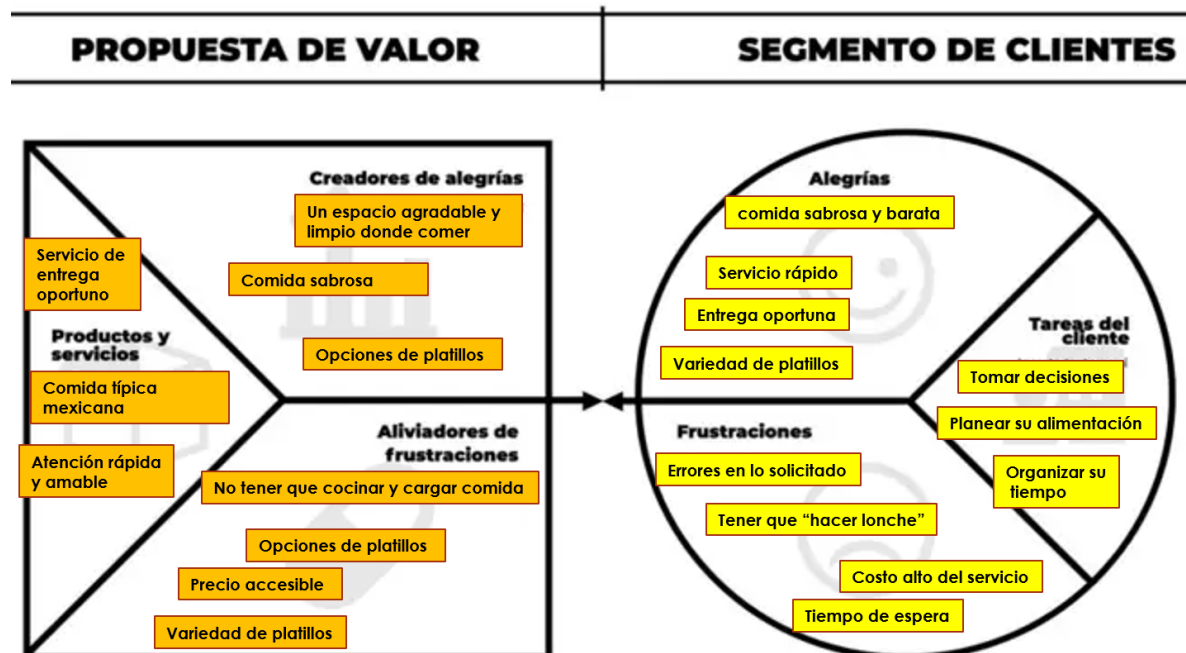 PROPUESTA DE VALOR
SEGMENTO DE CLIENTES
Creadores de alegrías
Un espacio agradable y
limpio donde comer
Servicio de
entrega
oportuno
Comida sabrosa
Productos y
servicios
Opciones de platillos
Comida típica
mexicana
Aliviadores de
frustraciones
Atención rápida
y amable
No tener que cocinar y cargar comida
Opciones de platillos
Precio accesible
Variedad de platillos
Alegrías
comida sabrosa y barata
Servicio rápido
Entrega oportuna
Variedad de platillos
Tareas del
cliente
Tomar decisiones
Planear su alimentación
Organizar su
tiempo
Frustraciones
Errores en lo solicitado
Tener que “hacer lonche”
Costo alto del servicio
Tiempo de espera